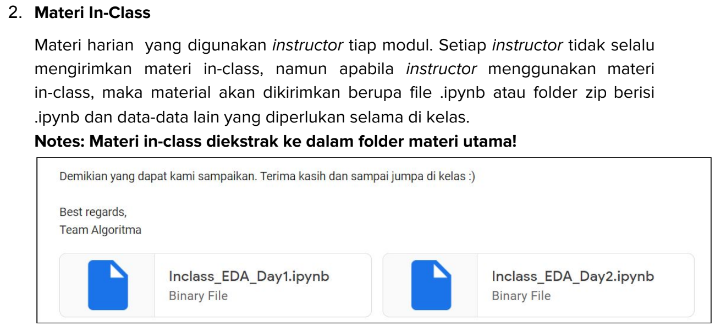 2. Materi In-Class
Materi harian yang digunakan instructor tiap modul. Setiap instructor tidak selalu
mengirimkan materi in-class, namun apabila instructor menggunakan materi
in-class, maka material akan dikirimkan berupa file .ipynb atau folder zip berisi
.ipynb dan data-data lain yang diperlukan selama di kelas.
Notes: Materi in-class diekstrak ke dalam folder materi utama!
Demikian yang dapat kami sampaikan. Terima kasih dan sampai jumpa di kelas :)
Best regards,
Team Algoritma
Inclass_EDA_Day1.ipynb
Binary File
Inclass_EDA_Day2.ipynb
Binary File